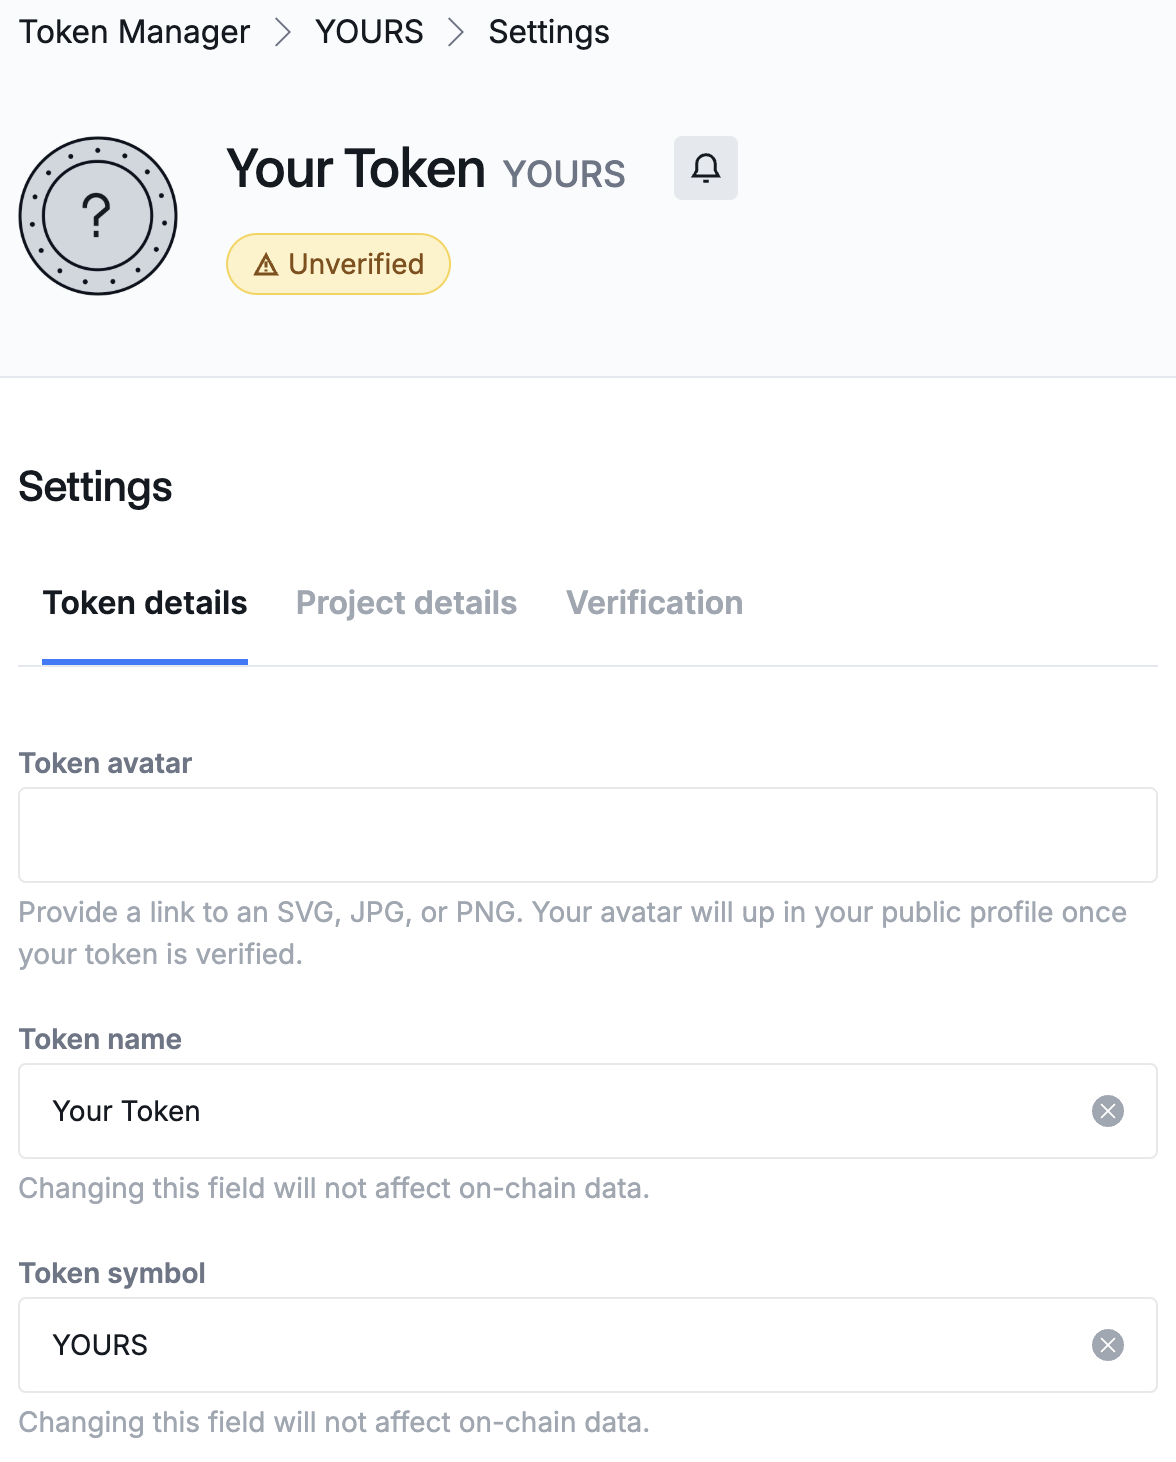 Token Manager > YOURS > Settings
?
Your Token YOURS
Unverified
Settings
Token details Project details Verification
Token avatar
Provide a link to an SVG, JPG, or PNG. Your avatar will up in your public profile once
your token is verified.
Token name
Your Token
Changing this field will not affect on-chain data.
Token symbol
YOURS
Changing this field will not affect on-chain data.